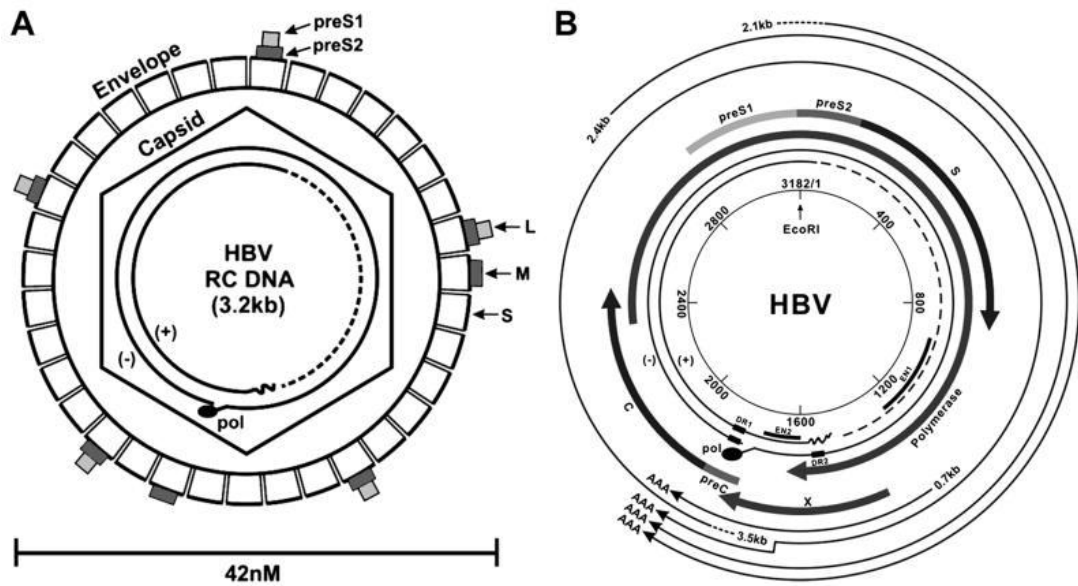 A
preS1
preS2
Envelope
Capsid
HBV
RC DNA
(3.2kb)
(+)
(-)
pol
L
M
S
42nM
B
2.1kb
2.4kb
preS1
preS2
S
3182/1
EcoRI
400
800
1200
1600
2000
2400
2800
HBV
(-)
(+)
EN1
EN2
DR1
DR2
pol
Polymerase
C
preC
X
0.7kb
3.5kb
AAA
AAA
AAA
AAA